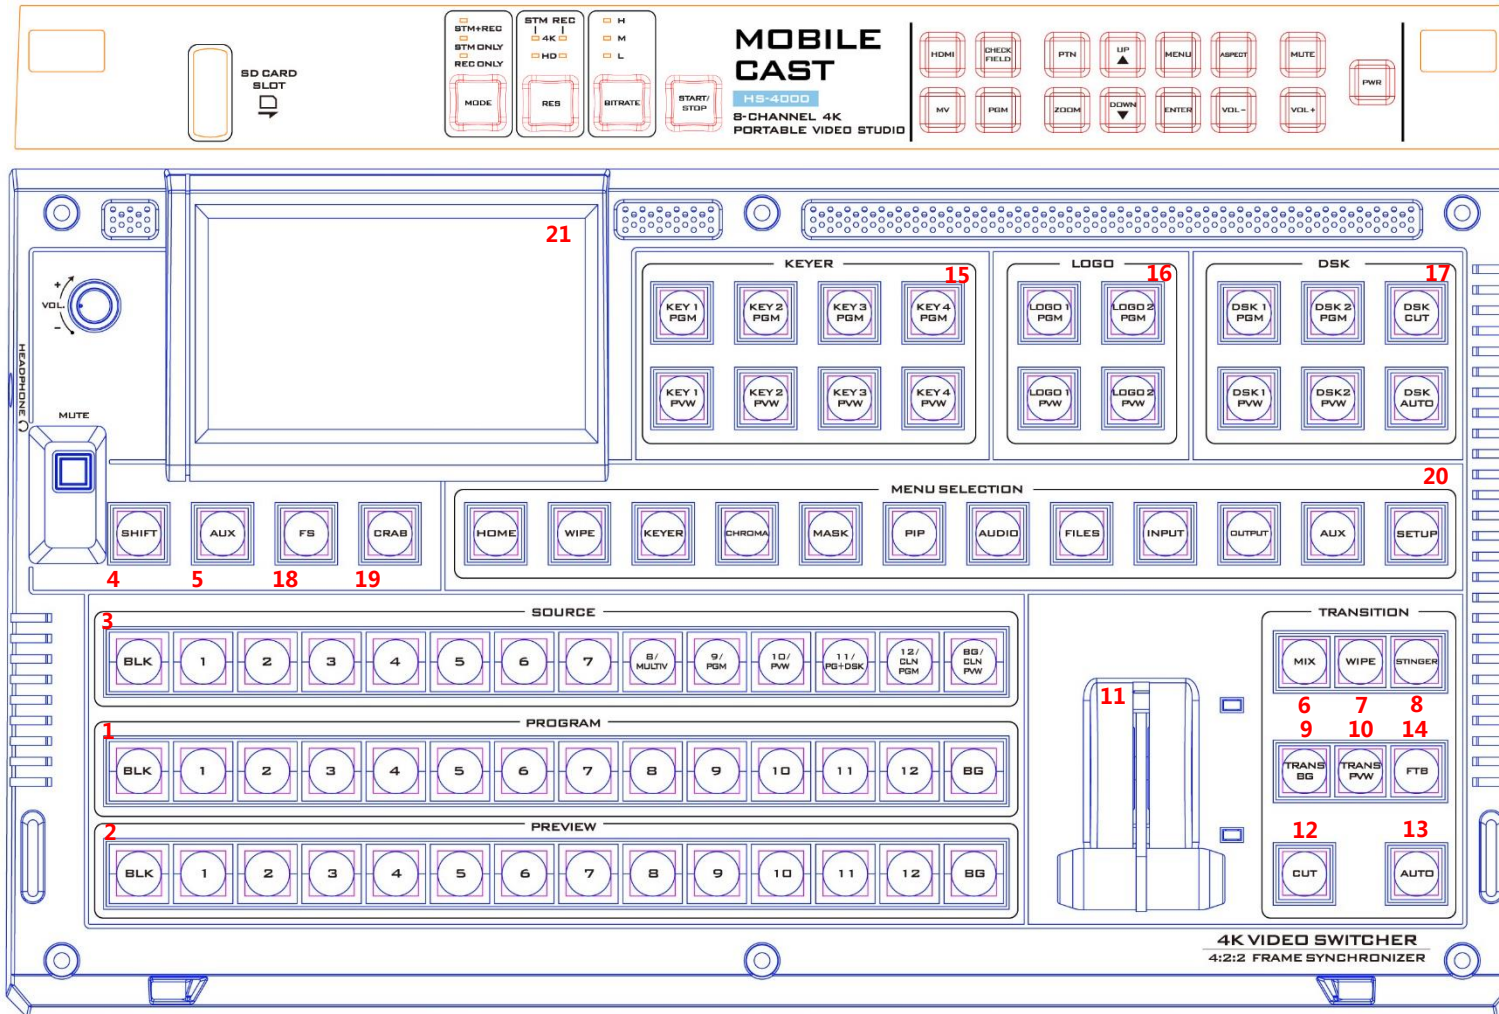 STM+REC
STM ONLY
REC ONLY
MODE
STM REC
4K
HD
RES
H
M
L
BITRATE
START/
STOP
SD CARD
SLOT
MOBILE
CAST
HS-4000
8-CHANNEL 4K
PORTABLE VIDEO STUDIO
HDMI
CHECK
FIELD
PTN
UP
MENU
ASPECT
MUTE
PWR
MV
PGM
ZOOM
DOWN
ENTER
VOL-
VOL+
21
+
VOL.
-
HEADPHONE
MUTE
KEYER
15
KEY 1
PGM
KEY 2
PGM
KEY 3
PGM
KEY 4
PGM
KEY 1
PVW
KEY 2
PVW
KEY 3
PVW
KEY 4
PVW
LOGO
16
LOGO 1
PGM
LOGO 2
PGM
LOGO 1
PVW
LOGO 2
PVW
DSK
17
DSK 1
PGM
DSK 2
PGM
DSK
CUT
DSK 1
PVW
DSK2
PVW
DSK
AUTO
20
MENU SELECTION
SHIFT
AUX
FS
CRAB
HOME
WIPE
KEYER
CHROMA
MASK
PIP
AUDIO
FILES
INPUT
OUTPUT
AUX
SETUP
4
5
18
19
SOURCE
3
BLK
1
2
3
4
5
6
7
8/
MULTIV
9/
PGM
10/
PVW
11/
PG+DSK
12/
CLN
PGM
BG/
CLN
PVW
PROGRAM
1
BLK
1
2
3
4
5
6
7
8
9
10
11
12
BG
PREVIEW
2
BLK
1
2
3
4
5
6
7
8
9
10
11
12
BG
11
TRANSITION
MIX
WIPE
STINGER
6
7
8
9
10
14
TRANS
BG
TRANS
PVW
FTB
12
13
CUT
AUTO
4K VIDEO SWITCHER
4:2:2 FRAME SYNCHRONIZER